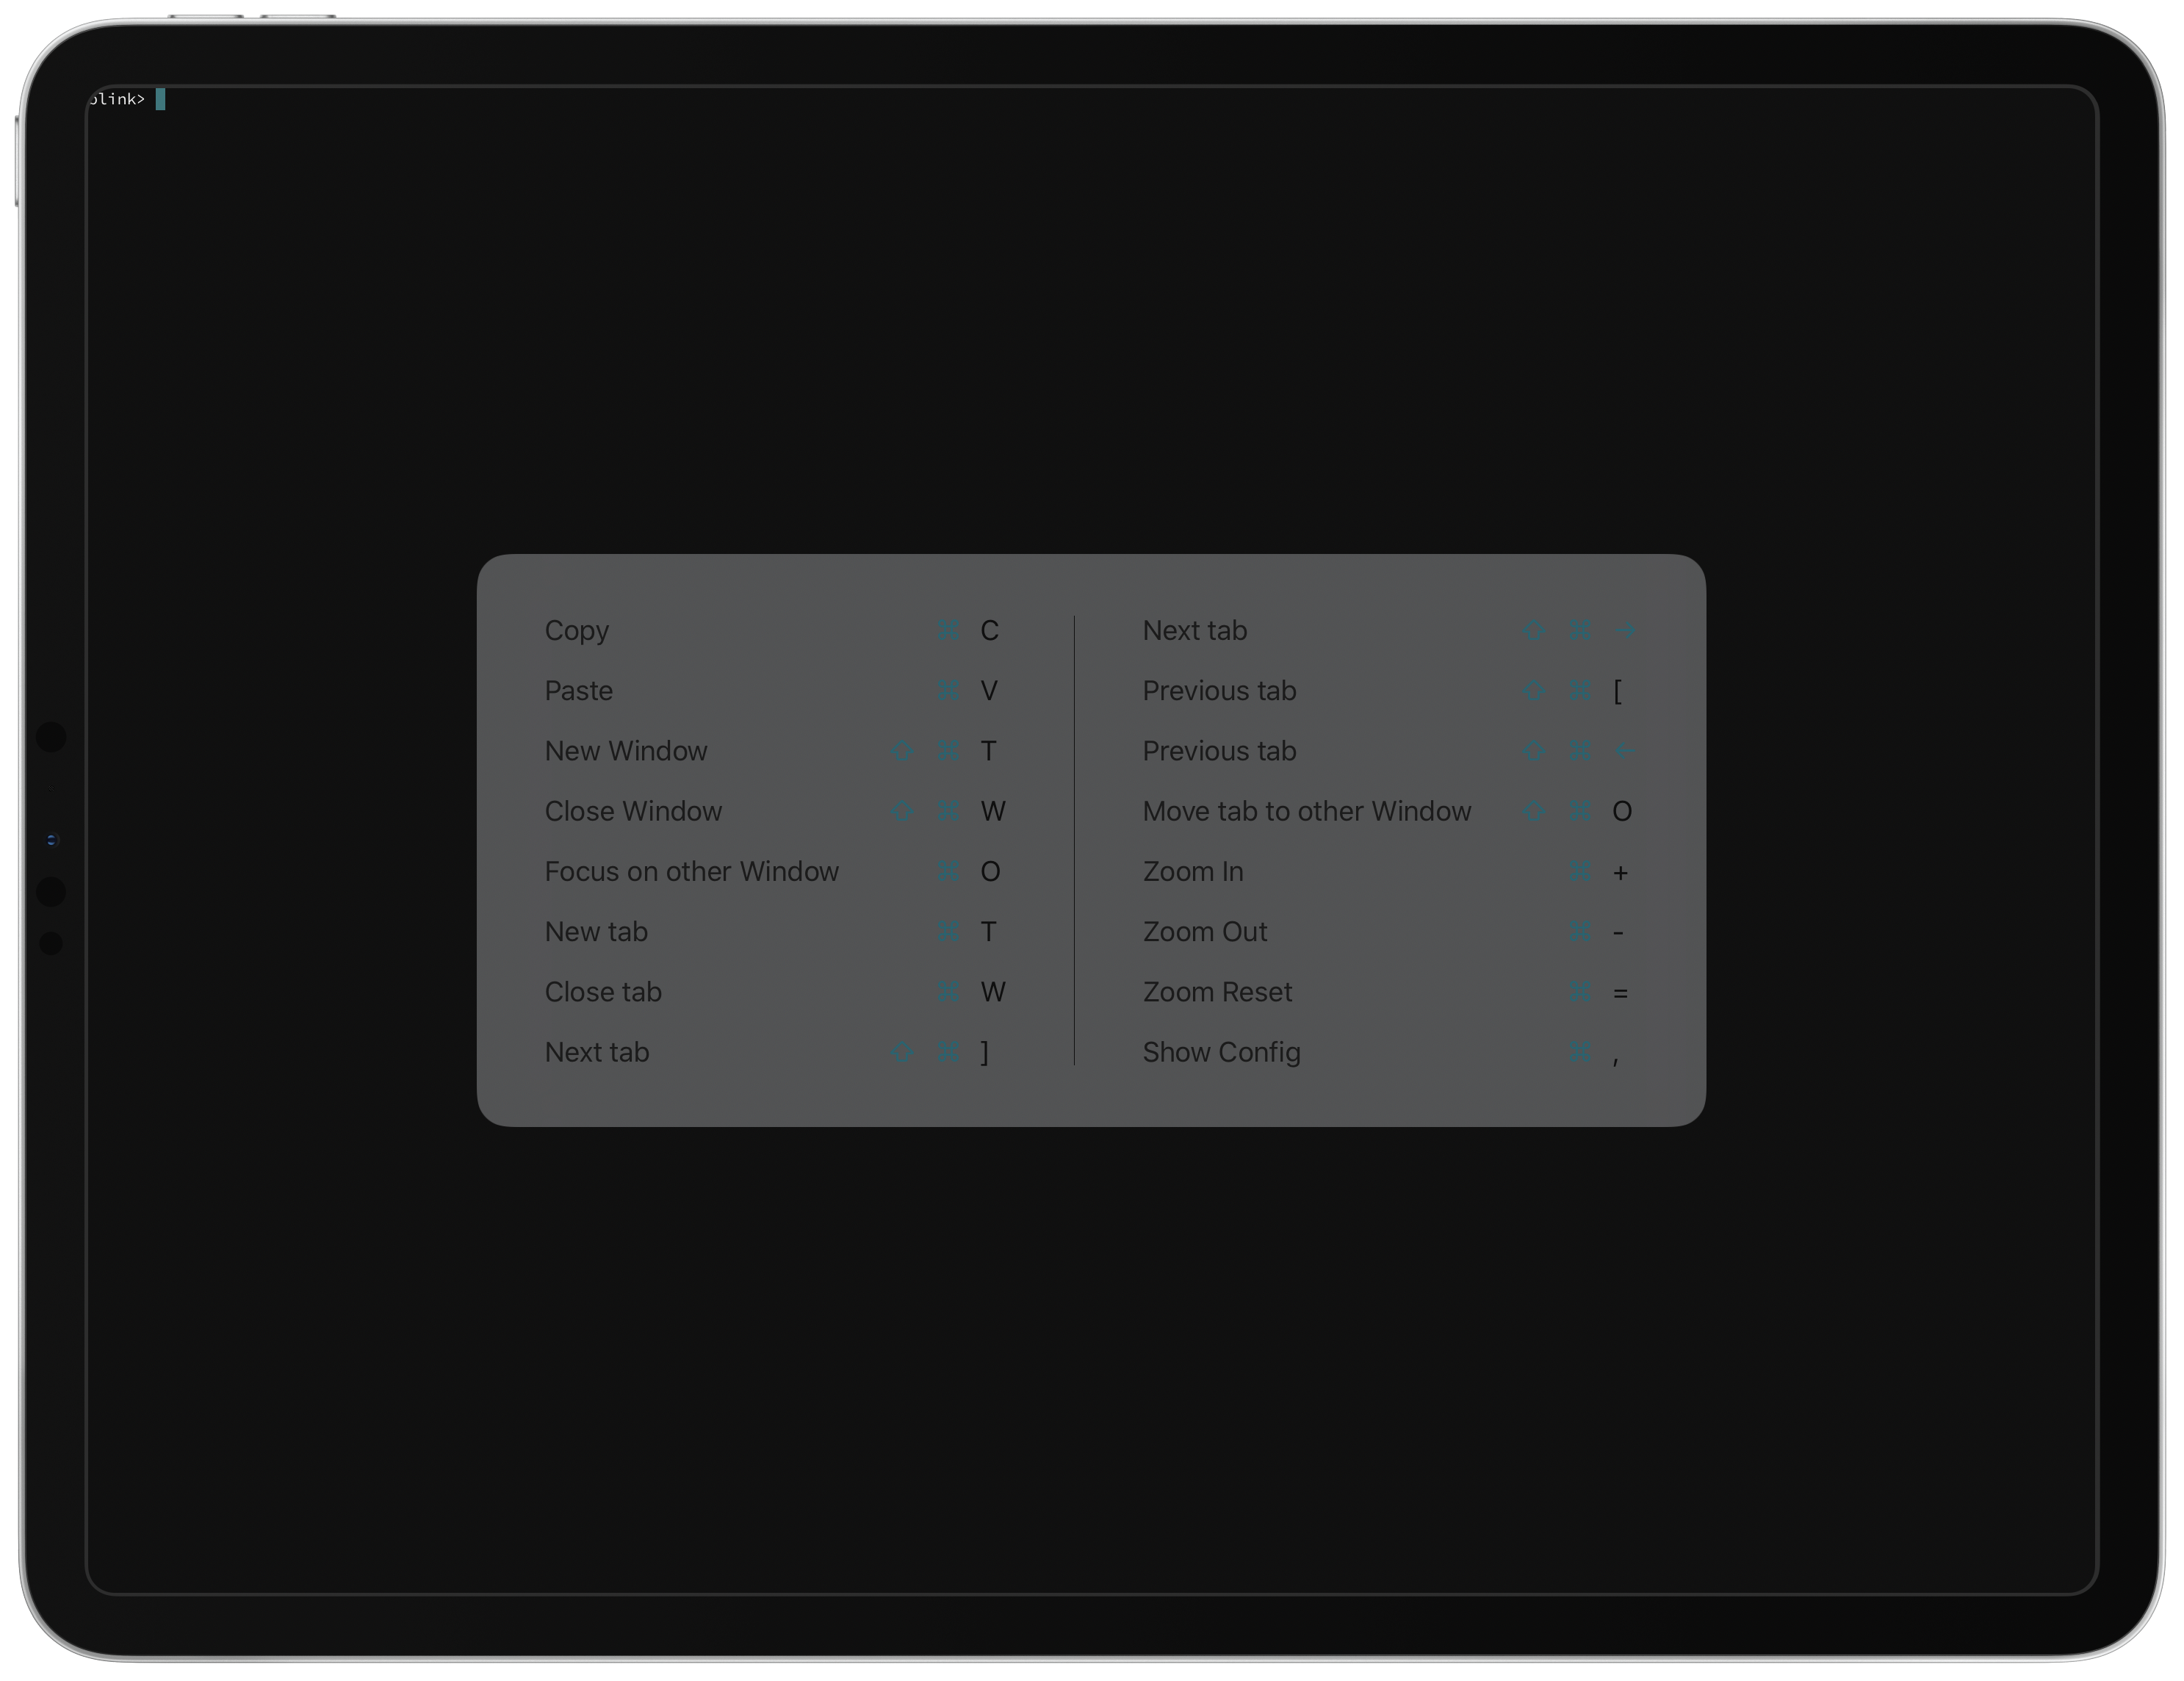 blink>
Copy ⌘ C
Paste ⌘ V
New Window ⇧ ⌘ T
Close Window ⇧ ⌘ W
Focus on other Window ⌘ O
New tab ⌘ T
Close tab ⌘ W
Next tab ⇧ ⌘ ]
Next tab ⇧ ⌘ →
Previous tab ⇧ ⌘ [
Previous tab ⇧ ⌘ ←
Move tab to other Window ⇧ ⌘ O
Zoom In ⌘ +
Zoom Out ⌘ -
Zoom Reset ⌘ =
Show Config ⌘ ,